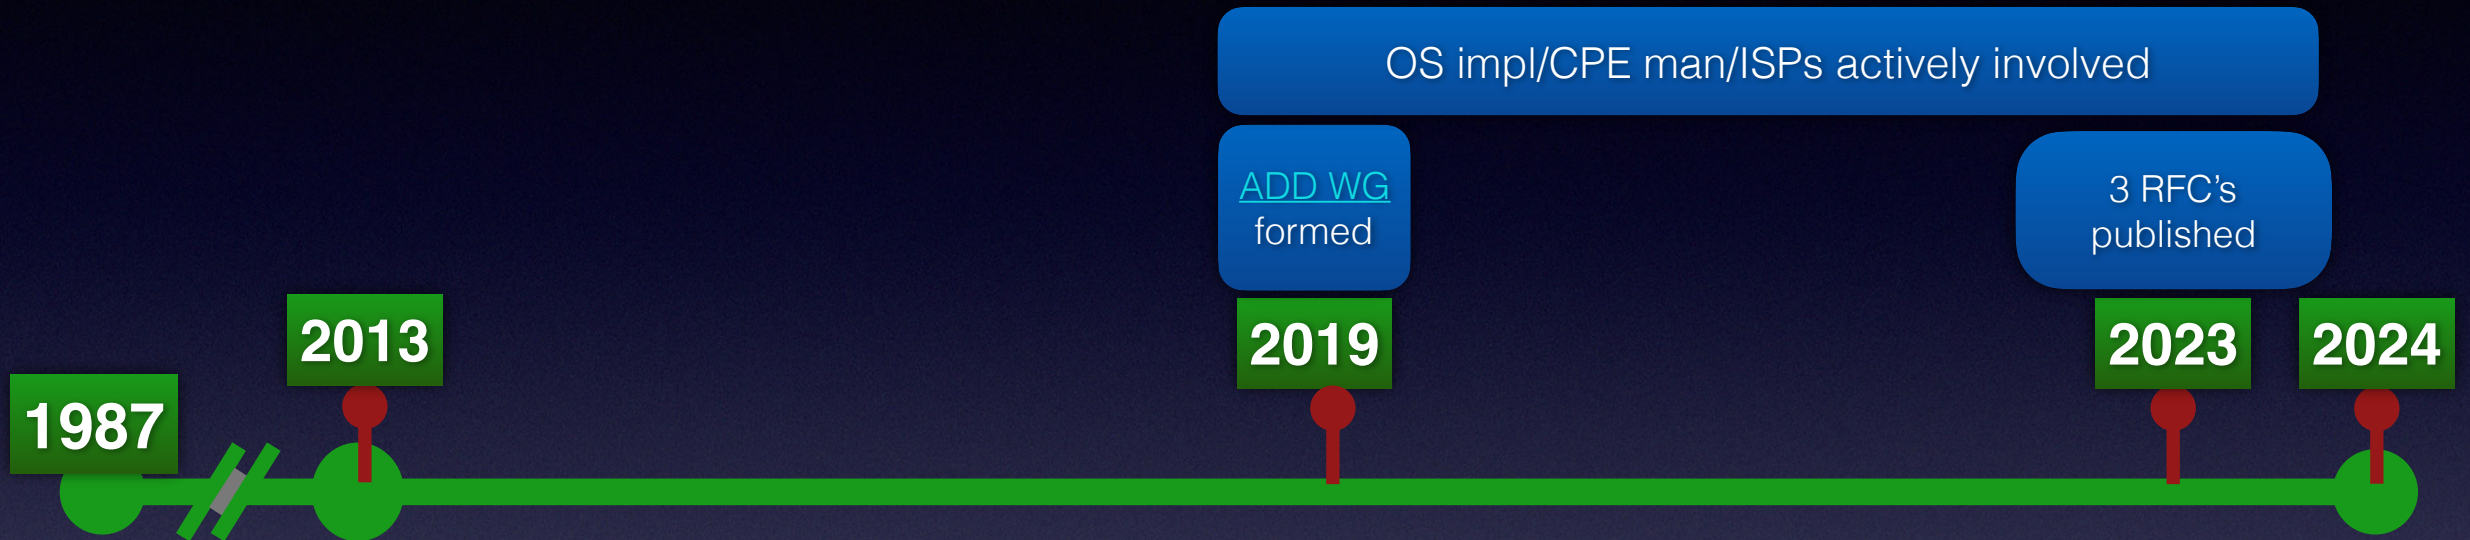 OS impl/CPE man/ISPs actively involved
ADD WG
formed
3 RFC’s
published
2013
2019
2023
2024
1987